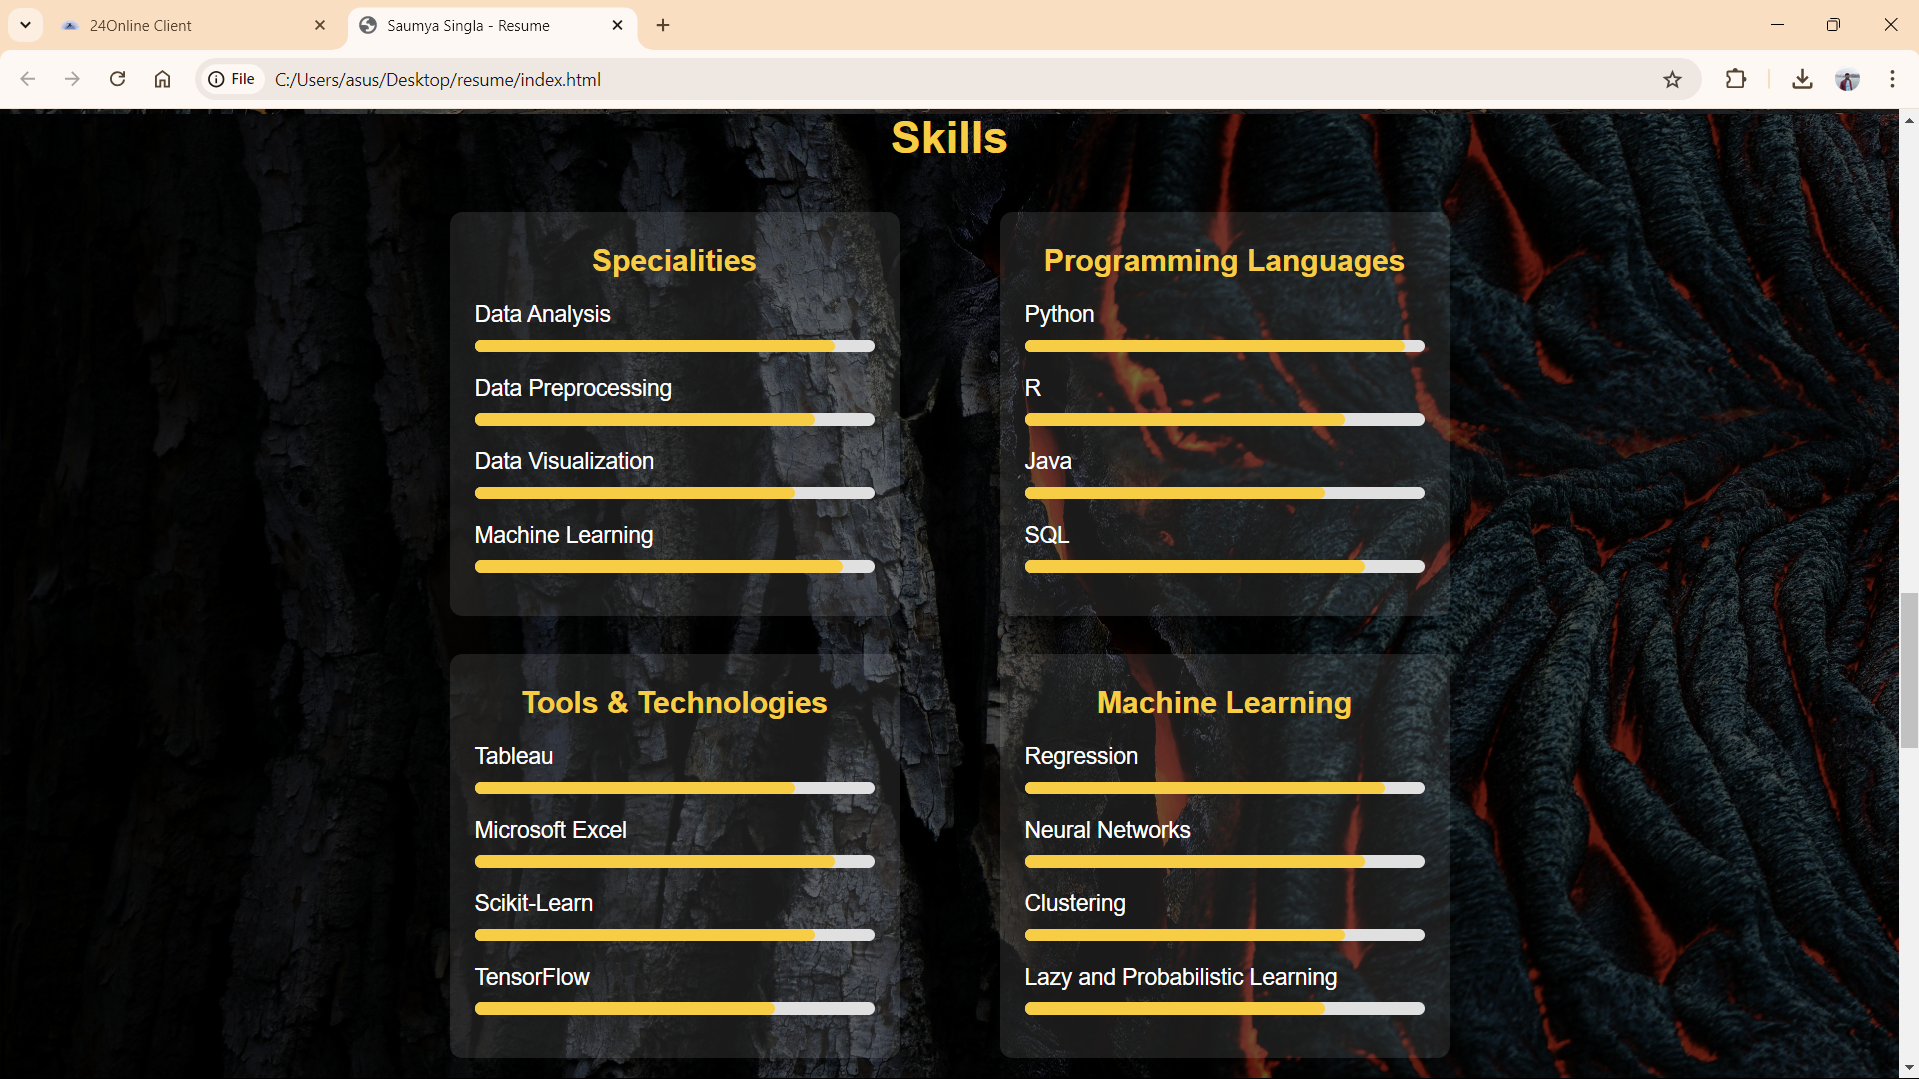 24Online Client
Saumya Singla - Resume
File
C:/Users/asus/Desktop/resume/index.html
Skills
Specialities
Data Analysis
Data Preprocessing
Data Visualization
Machine Learning
Programming Languages
Python
R
Java
SQL
Tools & Technologies
Tableau
Microsoft Excel
Scikit-Learn
TensorFlow
Machine Learning
Regression
Neural Networks
Clustering
Lazy and Probabilistic Learning